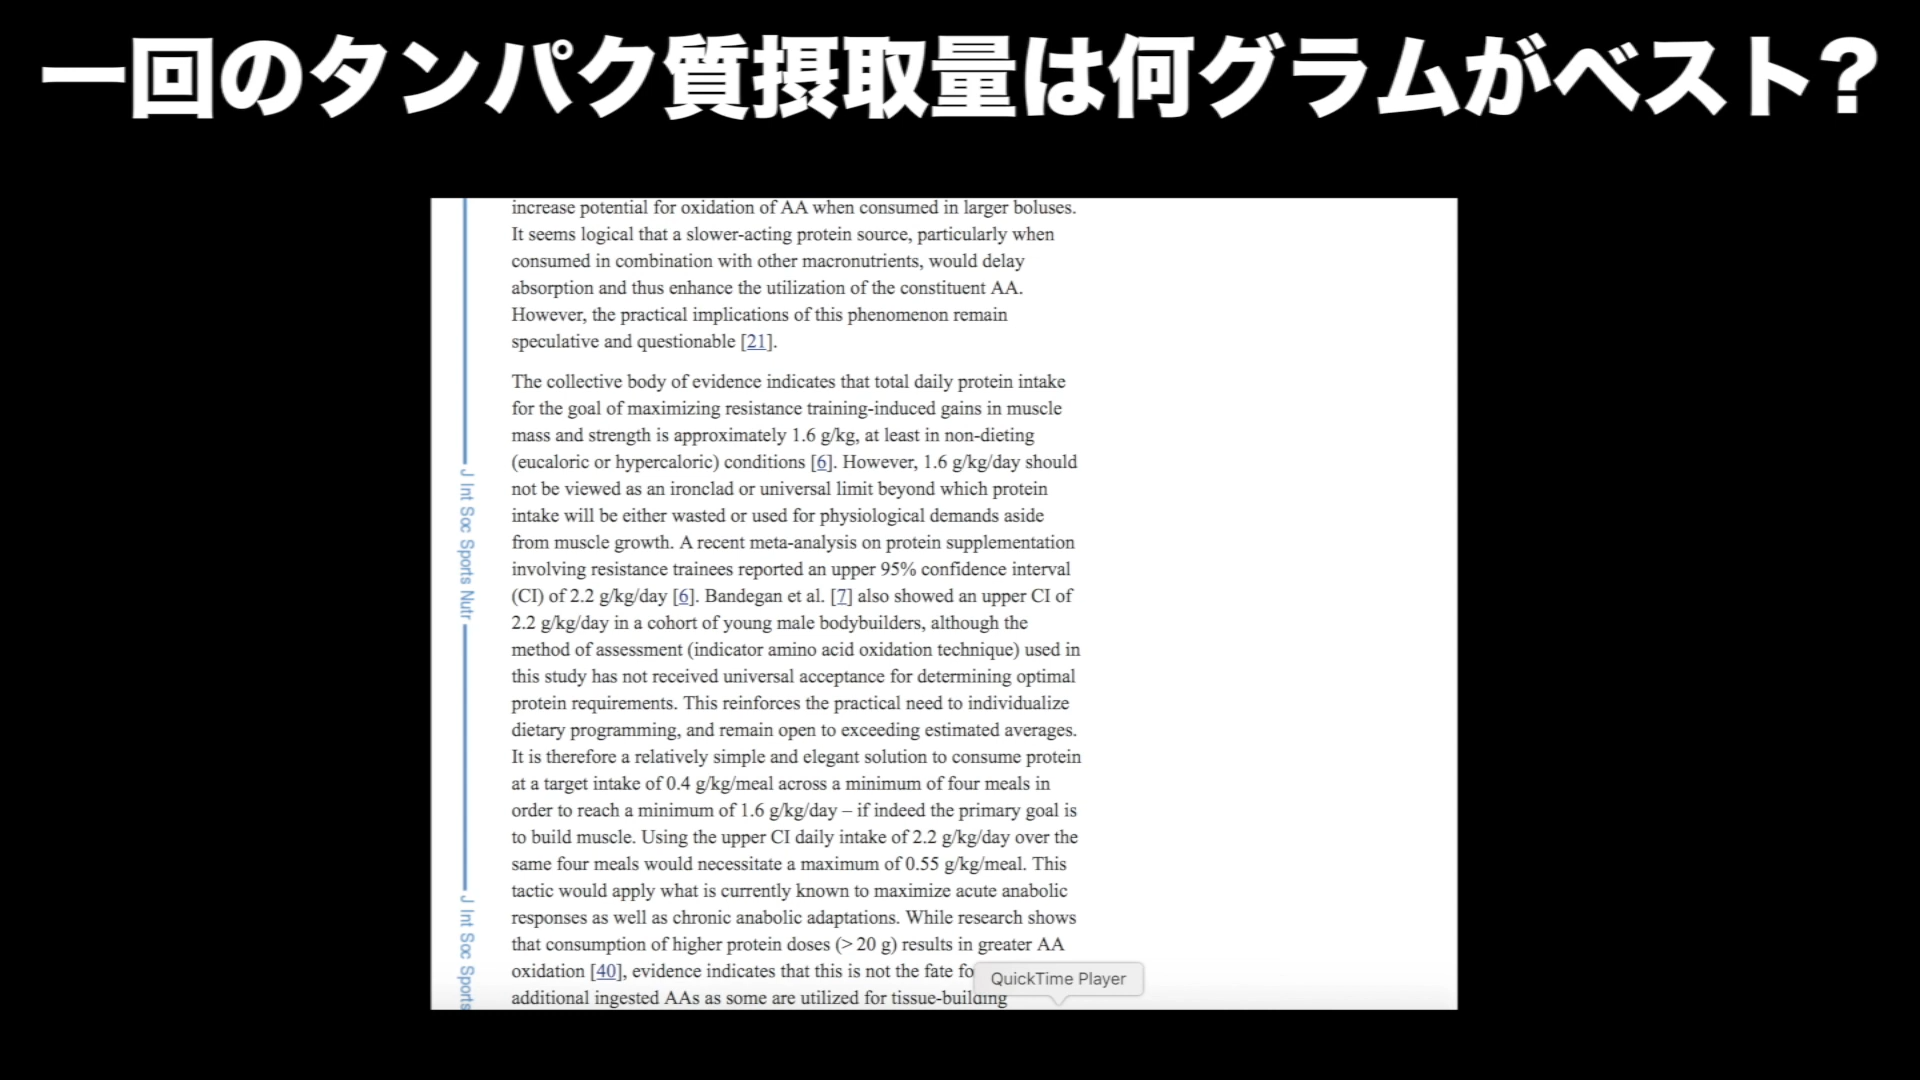 一回のタンパク質摂取量は何グラムがベスト?
increase potential for oxidation of AA when consumed in larger boluses.
It seems logical that a slower-acting protein source, particularly when
consumed in combination with other macronutrients, would delay
absorption and thus enhance the utilization of the constituent AA.
However, the practical implications of this phenomenon remain
speculative and questionable [21].
The collective body of evidence indicates that total daily protein intake
for the goal of maximizing resistance training-induced gains in muscle
mass and strength is approximately 1.6 g/kg, at least in non-dieting
(eucaloric or hypercaloric) conditions [6]. However, 1.6 g/kg/day should
not be viewed as an ironclad or universal limit beyond which protein
intake will be either wasted or used for physiological demands aside
from muscle growth. A recent meta-analysis on protein supplementation
involving resistance trainees reported an upper 95% confidence interval
(CI) of 2.2 g/kg/day [6]. Bandegan et al. [7] also showed an upper CI of
2.2 g/kg/day in a cohort of young male bodybuilders, although the
method of assessment (indicator amino acid oxidation technique) used in
this study has not received universal acceptance for determining optimal
protein requirements. This reinforces the practical need to individualize
dietary programming, and remain open to exceeding estimated averages.
It is therefore a relatively simple and elegant solution to consume protein
at a target intake of 0.4 g/kg/meal across a minimum of four meals in
order to reach a minimum of 1.6 g/kg/day – if indeed the primary goal is
to build muscle. Using the upper CI daily intake of 2.2 g/kg/day over the
same four meals would necessitate a maximum of 0.55 g/kg/meal. This
tactic would apply what is currently known to maximize acute anabolic
responses as well as chronic anabolic adaptations. While research shows
that consumption of higher protein doses (> 20 g) results in greater AA
oxidation [40], evidence indicates that this is not the fate fo
additional ingested AAs as some are utilized for tissue-building
QuickTime Player
J Int Soc Sports Nutr
J Int Soc Sports